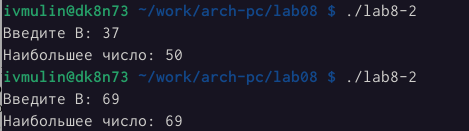 ivmulin@dk8n73 ~/work/arch-pc/lab08 $ ./lab8-2
Введите B: 37
Наибольшее число: 50
ivmulin@dk8n73 ~/work/arch-pc/lab08 $ ./lab8-2
Введите B: 69
Наибольшее число: 69